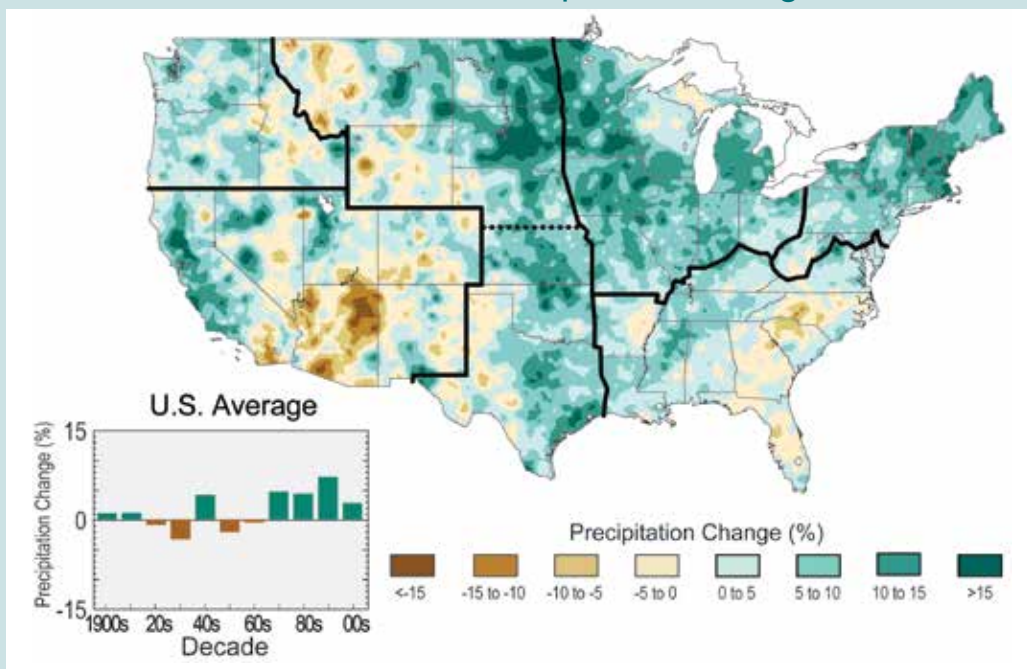 U.S. Average
Precipitation Change (%)
15
0
-15
1900s 20s 40s 60s 80s 00s
Decade
Precipitation Change (%)
<-15 -15 to -10 -10 to -5 -5 to 0 0 to 5 5 to 10 10 to 15 >15